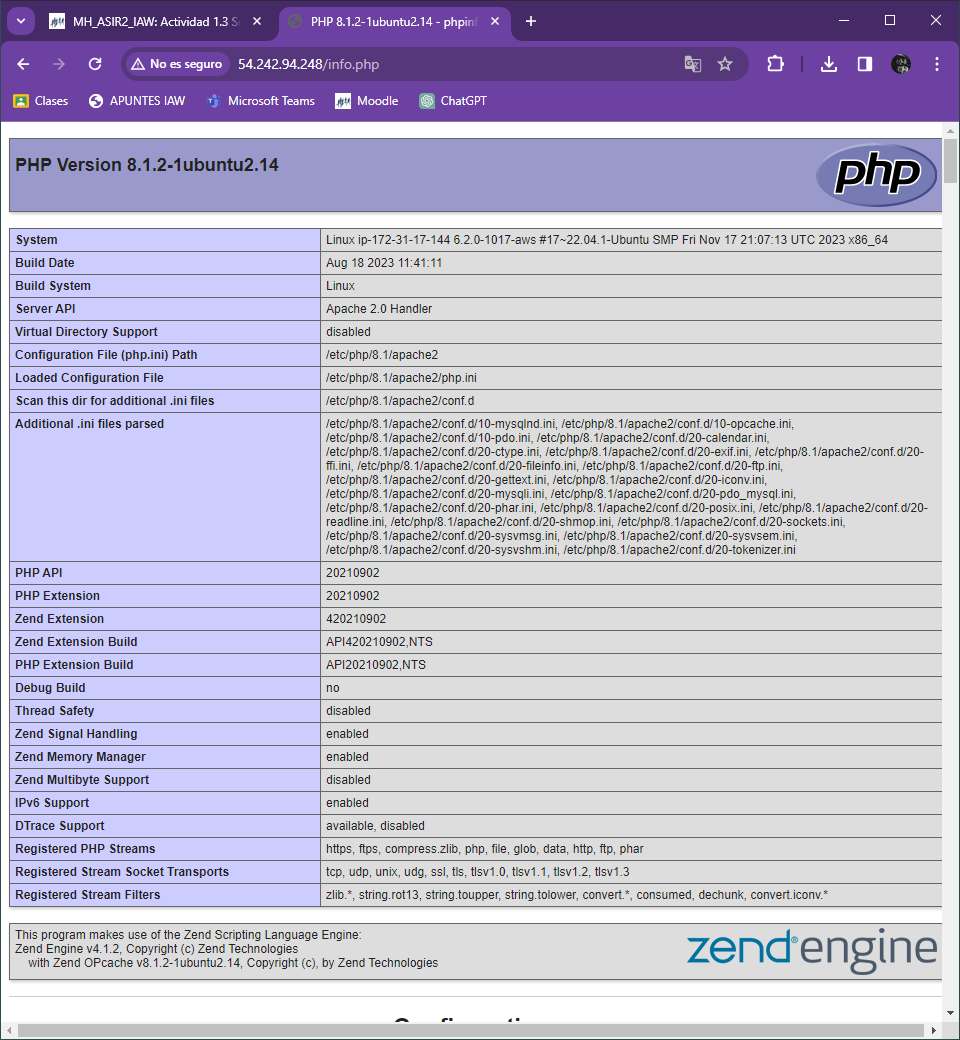 MH_ASIR2_IAW: Actividad 1.3 S
PHP 8.1.2-1ubuntu2.14 - phpinf
No es seguro 54.242.94.248/info.php
Clases APUNTES IAW Microsoft Teams Moodle ChatGPT
PHP Version 8.1.2-1ubuntu2.14
php
System Linux ip-172-31-17-144 6.2.0-1017-aws #17~22.04.1-Ubuntu SMP Fri Nov 17 21:07:13 UTC 2023 x86_64
Build Date Aug 18 2023 11:41:11
Build System Linux
Server API Apache 2.0 Handler
Virtual Directory Support disabled
Configuration File (php.ini) Path /etc/php/8.1/apache2
Loaded Configuration File /etc/php/8.1/apache2/php.ini
Scan this dir for additional .ini files /etc/php/8.1/apache2/conf.d
Additional .ini files parsed /etc/php/8.1/apache2/conf.d/10-mysqlnd.ini, /etc/php/8.1/apache2/conf.d/10-opcache.ini,
/etc/php/8.1/apache2/conf.d/10-pdo.ini, /etc/php/8.1/apache2/conf.d/20-calendar.ini,
/etc/php/8.1/apache2/conf.d/20-ctype.ini, /etc/php/8.1/apache2/conf.d/20-exif.ini, /etc/php/8.1/apache2/conf.d/20-
ffi.ini, /etc/php/8.1/apache2/conf.d/20-fileinfo.ini, /etc/php/8.1/apache2/conf.d/20-ftp.ini,
/etc/php/8.1/apache2/conf.d/20-gettext.ini, /etc/php/8.1/apache2/conf.d/20-iconv.ini,
/etc/php/8.1/apache2/conf.d/20-mysqli.ini, /etc/php/8.1/apache2/conf.d/20-pdo_mysql.ini,
/etc/php/8.1/apache2/conf.d/20-phar.ini, /etc/php/8.1/apache2/conf.d/20-posix.ini, /etc/php/8.1/apache2/conf.d/20-
readline.ini, /etc/php/8.1/apache2/conf.d/20-shmop.ini, /etc/php/8.1/apache2/conf.d/20-sockets.ini,
/etc/php/8.1/apache2/conf.d/20-sysvmsg.ini, /etc/php/8.1/apache2/conf.d/20-sysvsem.ini,
/etc/php/8.1/apache2/conf.d/20-sysvshm.ini, /etc/php/8.1/apache2/conf.d/20-tokenizer.ini
PHP API 20210902
PHP Extension 20210902
Zend Extension 420210902
Zend Extension Build API420210902,NTS
PHP Extension Build API20210902,NTS
Debug Build no
Thread Safety disabled
Zend Signal Handling enabled
Zend Memory Manager enabled
Zend Multibyte Support disabled
IPv6 Support enabled
DTrace Support available, disabled
Registered PHP Streams https, ftps, compress.zlib, php, file, glob, data, http, ftp, phar
Registered Stream Socket Transports tcp, udp, unix, udg, ssl, tls, tlsv1.0, tlsv1.1, tlsv1.2, tlsv1.3
Registered Stream Filters zlib.*, string.rot13, string.toupper, string.tolower, convert.*, consumed, dechunk, convert.iconv.*
This program makes use of the Zend Scripting Language Engine:
Zend Engine v4.1.2, Copyright (c) Zend Technologies
with Zend OPcache v8.1.2-1ubuntu2.14, Copyright (c), by Zend Technologies
zend®engine